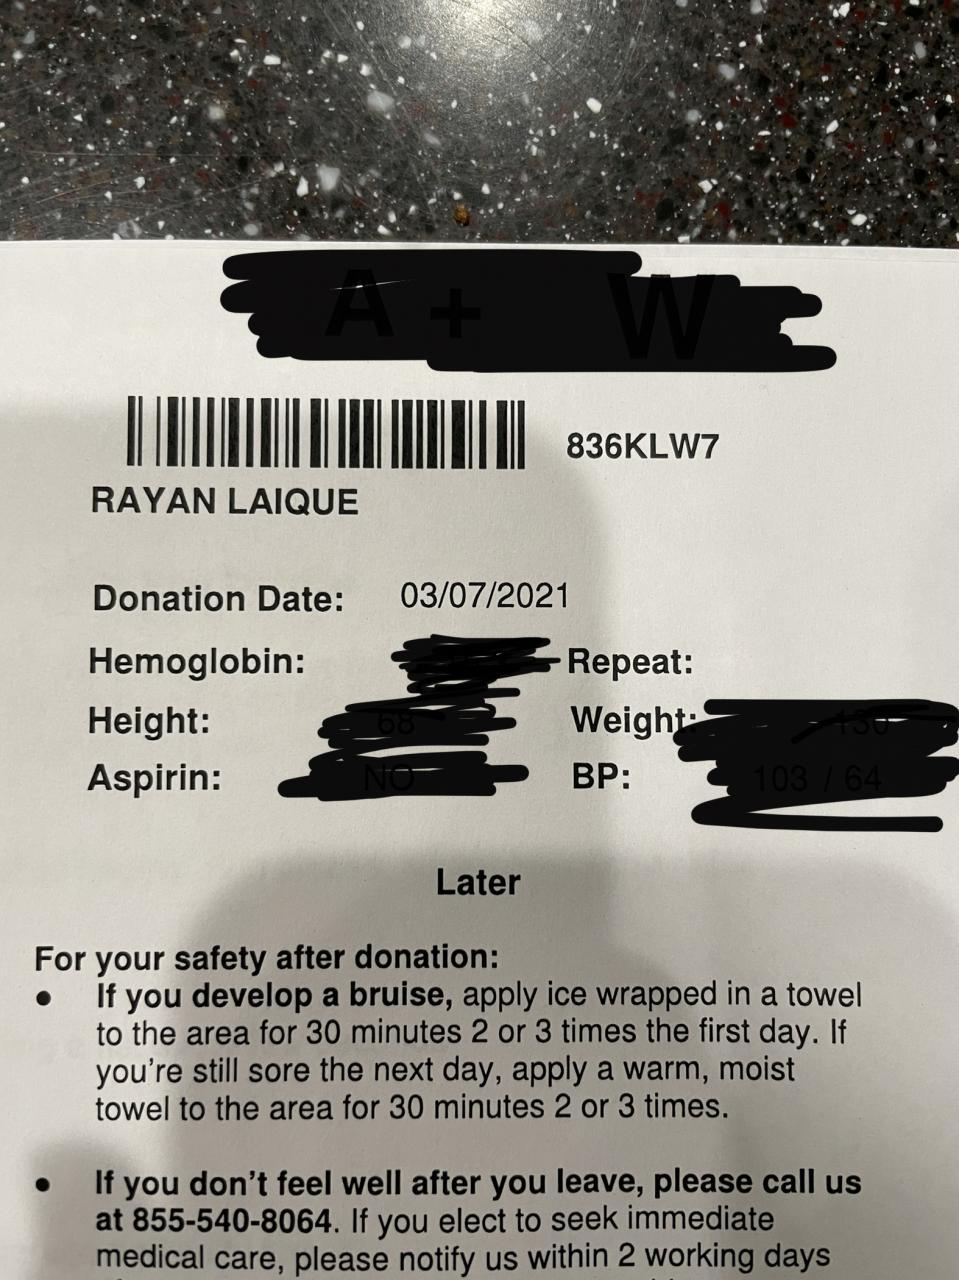 836KLW7
RAYAN LAIQUE
Donation Date: 03/07/2021
Hemoglobin: Repeat:
Height: Weight:
Aspirin: BP:
Later
For your safety after donation:
• If you develop a bruise, apply ice wrapped in a towel
to the area for 30 minutes 2 or 3 times the first day. If
you're still sore the next day, apply a warm, moist
towel to the area for 30 minutes 2 or 3 times.
• If you don't feel well after you leave, please call us
at 855-540-8064. If you elect to seek immediate
medical care, please notify us within 2 working days